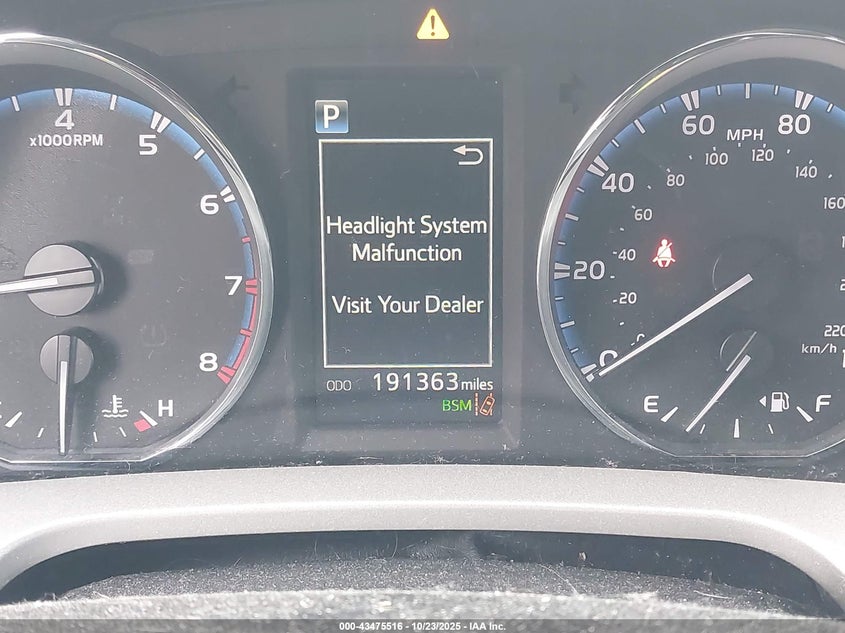 4
x1000RPM
5
6
7
8
H
P
Headlight System
Malfunction
Visit Your Dealer
ODO 191363 miles
BSM
0
20
40
60
80
MPH
20
40
60
80
100
120
140
160
220
km/h
E
F
000-43475516 - 10/23/2025 - IAA Inc.